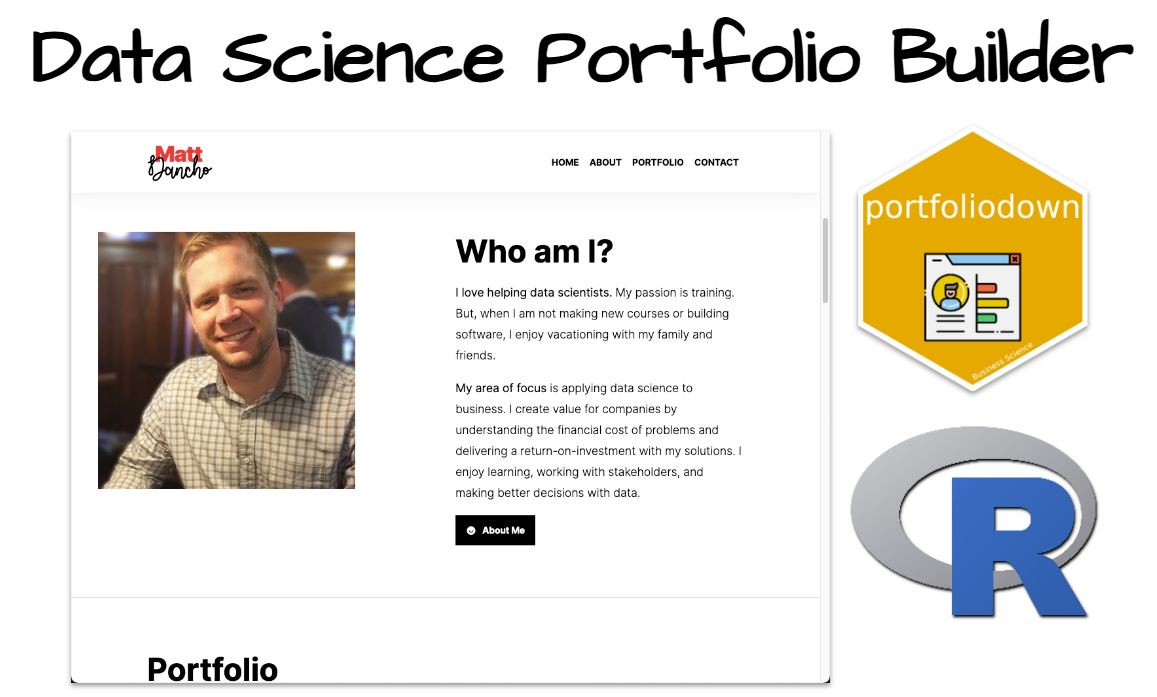 Data Science Portfolio Builder
Matt
Dancho
HOME ABOUT PORTFOLIO CONTACT
Who am I?
I love helping data scientists. My passion is training.
But, when I am not making new courses or building
software, I enjoy vacationing with my family and
friends.
My area of focus is applying data science to
business. I create value for companies by
understanding the financial cost of problems and
delivering a return-on-investment with my solutions. I
enjoy learning, working with stakeholders, and
making better decisions with data.
About Me
Portfolio
portfoliodown
Business Science
R